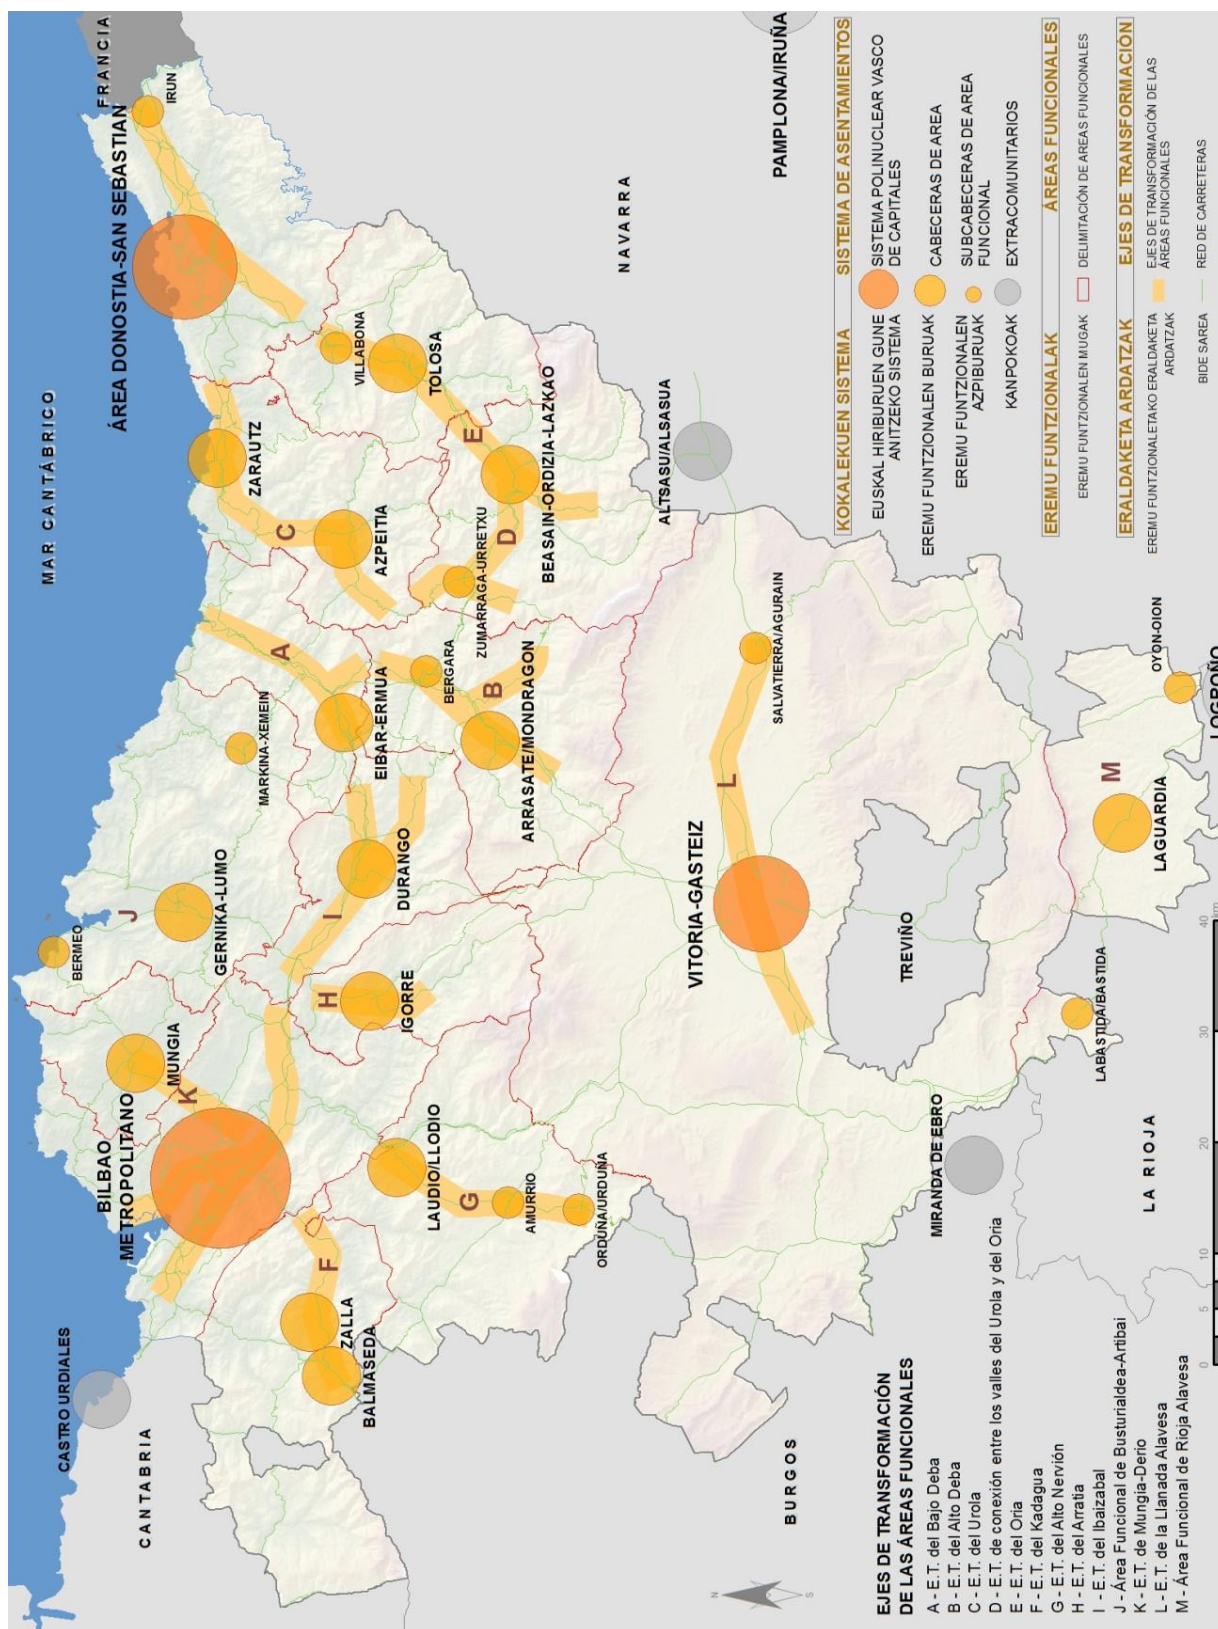 MAR CANTÁBRICO
FRANCIA
ÁREA DONOSTIA-SAN SEBASTIAN
IRUN
CASTRO URDIALES
CANTABRIA
BILBAO
METROPOLITANO
MUNGIA
K
BERMEO
J
GERNIKA-LUMO
MARKINA-XEMEIN
A
ZARAUTZ
C
AZPEITIA
VILLABONA
TOLOSA
E
BALMASEDA
ZALLA
F
H
IGORRE
I
DURANGO
EIBAR-ERMUA
BERGARA
B
ARRASATE/MONDRAGON
ZUMARRAGA-URRETXU
D
BEASAIN-ORDIZIA-LAZKAO
LAUDIO/LLODIO
G
AMURRIO
ORDUÑA/URDUÑA
NAVARRA
ALTSASU/ALSASUA
PAMPLONA/IRUÑA
VITORIA-GASTEIZ
L
SALVATIERRA/AGURAIN
BURGOS
TREVIÑO
MIRANDA DE EBRO
LABASTIDA/BASTIDA
LAGUARDIA
M
OYON-OION
LOGROÑO
LA RIOJA
N
S
EJES DE TRANSFORMACIÓN
DE LAS ÁREAS FUNCIONALES
A - E.T. del Bajo Deba
B - E.T. del Alto Deba
C - E.T. del Urola
D - E.T. de conexión entre los valles del Urola y del Oria
E - E.T. del Oria
F - E.T. del Kadagua
G - E.T. del Alto Nervión
H - E.T. del Arratia
I - E.T. del Ibaizabal
J - Área Funcional de Busturialdea-Artibai
K - E.T. de Mungia-Derio
L - E.T. de la Llanada Alavesa
M - Área Funcional de Rioja Alavesa
0 5 10 20 30 40
km
KOKALEKUEN SISTEMA SISTEMA DE ASENTAMIENTOS
EUSKAL HIRIBURUEN GUNE SISTEMA POLINUCLEAR VASCO
ANITZEKO SISTEMA DE CAPITALES
EREMU FUNTZIONALEN BURUAK CABECERAS DE AREA
EREMU FUNTZIONALEN SUBCABECERAS DE AREA
AZPIBURUAK FUNCIONAL
KANPOKOAK EXTRACOMUNITARIOS
EREMU FUNTZIONALAK ÁREAS FUNCIONALES
EREMU FUNTZIONALEN MUGAK DELIMITACIÓN DE AREAS FUNCIONALES
ERALDAKETA ARDATZAK EJES DE TRANSFORMACIÓN
EREMU FUNTZIONALETAKO ERALDAKETA EJES DE TRANSFORMACIÓN DE LAS
ARDATZAK ÁREAS FUNCIONALES
BIDE SAREA RED DE CARRETERAS